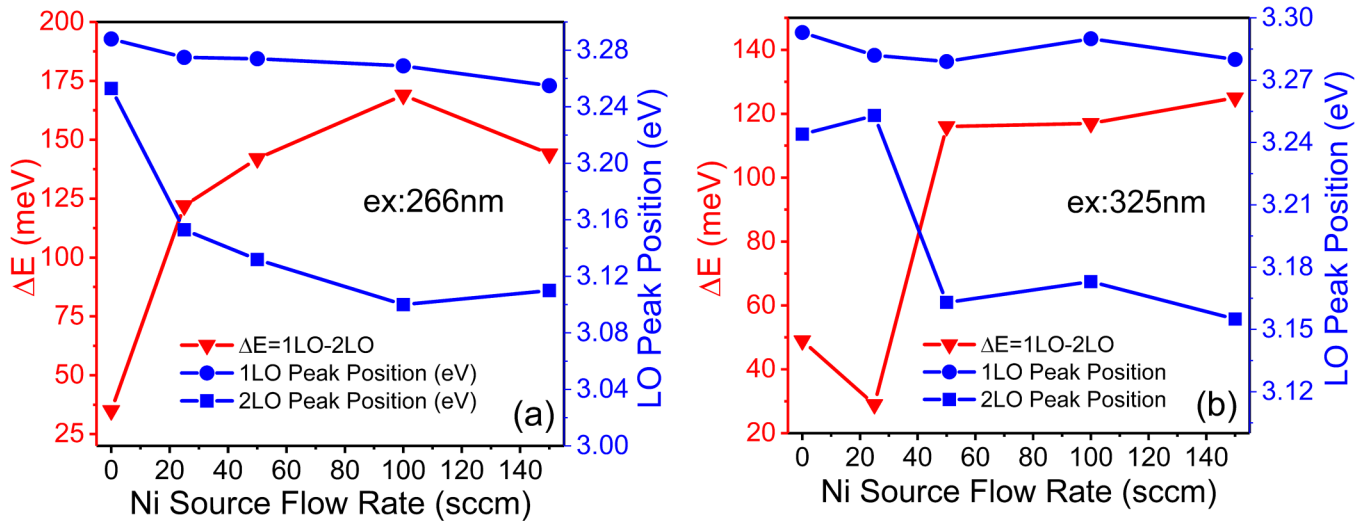 200
175
150
125
100
75
50
25
ΔE (meV)
3.28
3.24
3.20
3.16
3.12
3.08
3.04
3.00
LO Peak Position (eV)
ex:266nm
ΔE=1LO-2LO
1LO Peak Position (eV)
2LO Peak Position (eV)
(a)
0 20 40 60 80 100 120 140
Ni Source Flow Rate (sccm)
140
120
100
80
60
40
20
ΔE (meV)
3.30
3.27
3.24
3.21
3.18
3.15
3.12
LO Peak Position (eV)
ex:325nm
ΔE=1LO-2LO
1LO Peak Position
2LO Peak Position
(b)
0 20 40 60 80 100 120 140
Ni Source Flow Rate (sccm)